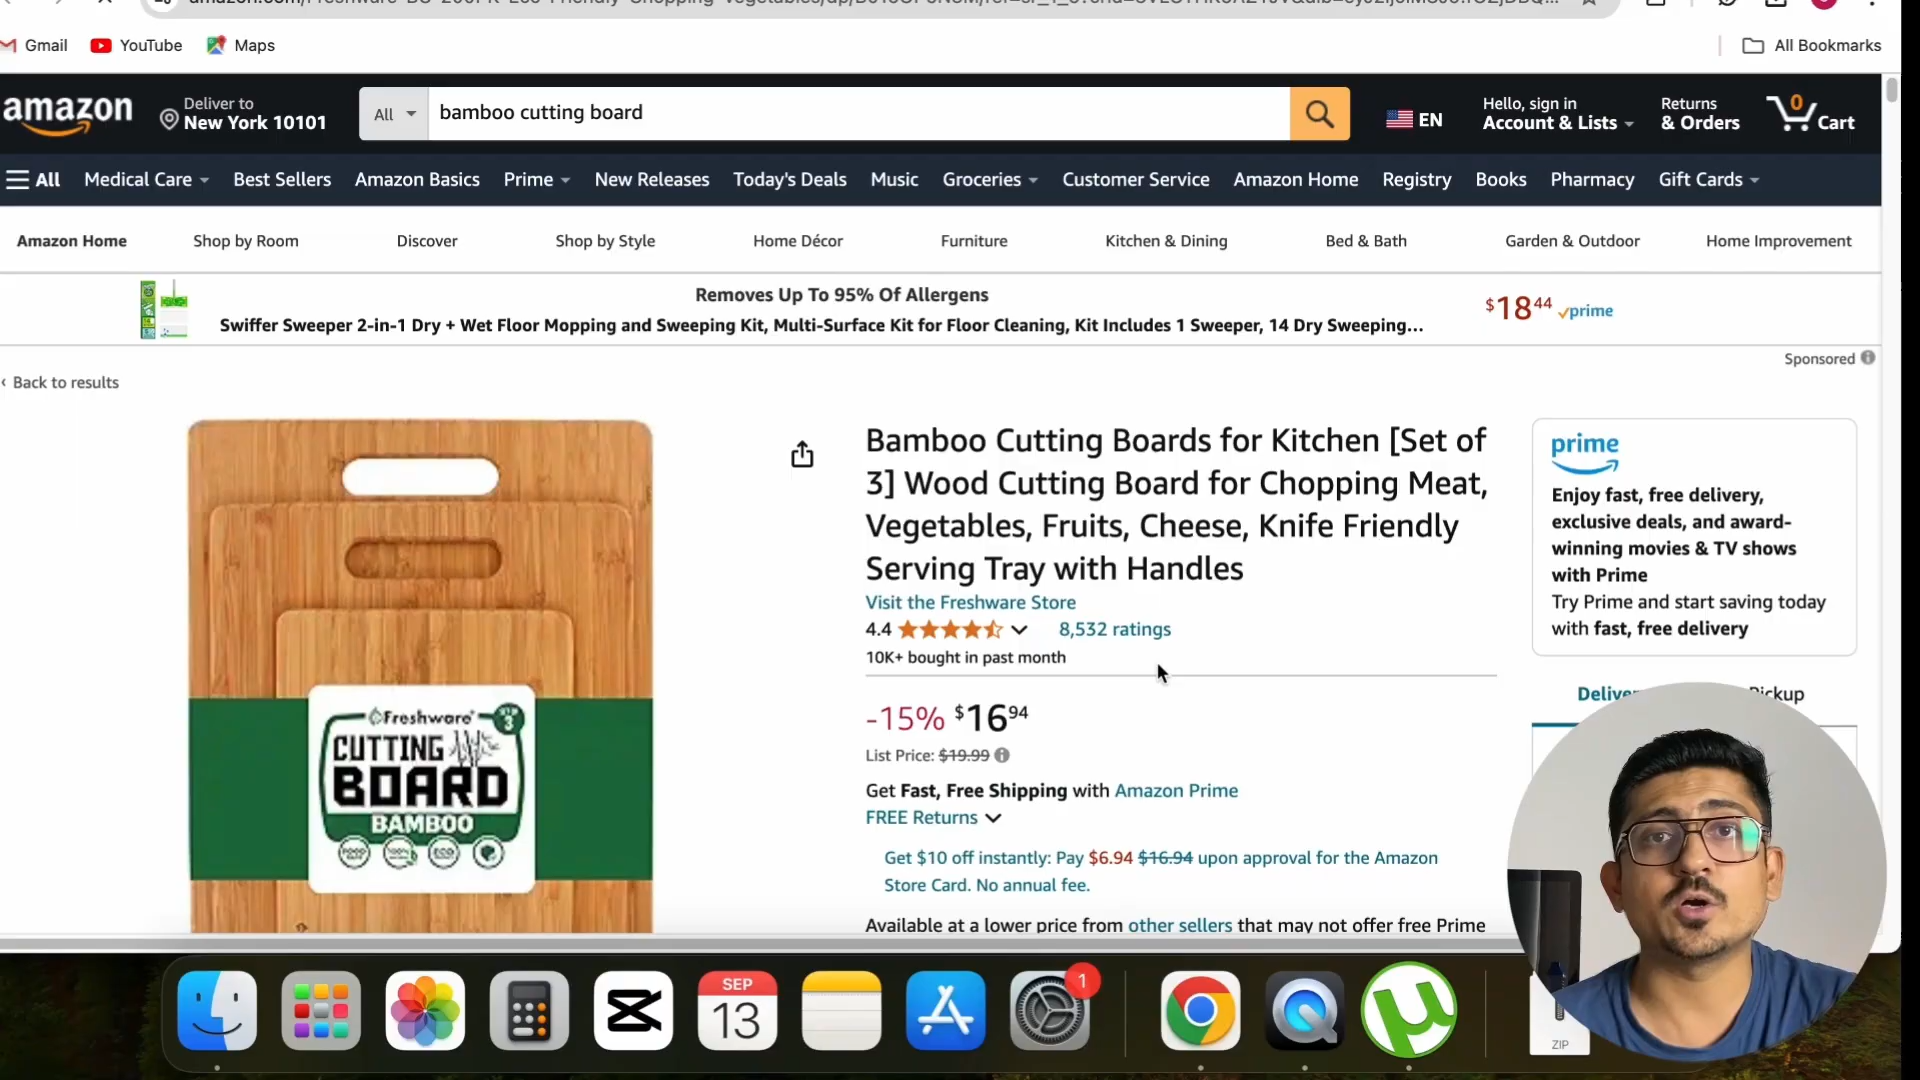 Gmail
YouTube
Maps
All Bookmarks
amazon
Deliver to
New York 10101
All
bamboo cutting board
EN
Hello, sign in
Account & Lists
Returns
& Orders
0
Cart
All
Medical Care
Best Sellers
Amazon Basics
Prime
New Releases
Today's Deals
Music
Groceries
Customer Service
Amazon Home
Registry
Books
Pharmacy
Gift Cards
Amazon Home
Shop by Room
Discover
Shop by Style
Home Décor
Furniture
Kitchen & Dining
Bed & Bath
Garden & Outdoor
Home Improvement
Removes Up To 95% Of Allergens
Swiffer Sweeper 2-in-1 Dry + Wet Floor Mopping and Sweeping Kit, Multi-Surface Kit for Floor Cleaning, Kit Includes 1 Sweeper, 14 Dry Sweeping...
$18 44 prime
Sponsored
‹ Back to results
Freshware
SET OF
3
CUTTING
BOARD
BAMBOO
Bamboo Cutting Boards for Kitchen [Set of
3] Wood Cutting Board for Chopping Meat,
Vegetables, Fruits, Cheese, Knife Friendly
Serving Tray with Handles
Visit the Freshware Store
4.4
8,532 ratings
10K+ bought in past month
-15% $16 94
List Price: $19.99
Get Fast, Free Shipping with Amazon Prime
FREE Returns
Get $10 off instantly: Pay $6.94 $16.94 upon approval for the Amazon
Store Card. No annual fee.
Available at a lower price from other sellers that may not offer free Prime
prime
Enjoy fast, free delivery,
exclusive deals, and award-
winning movies & TV shows
with Prime
Try Prime and start saving today
with fast, free delivery
SEP
13
1
ZIP